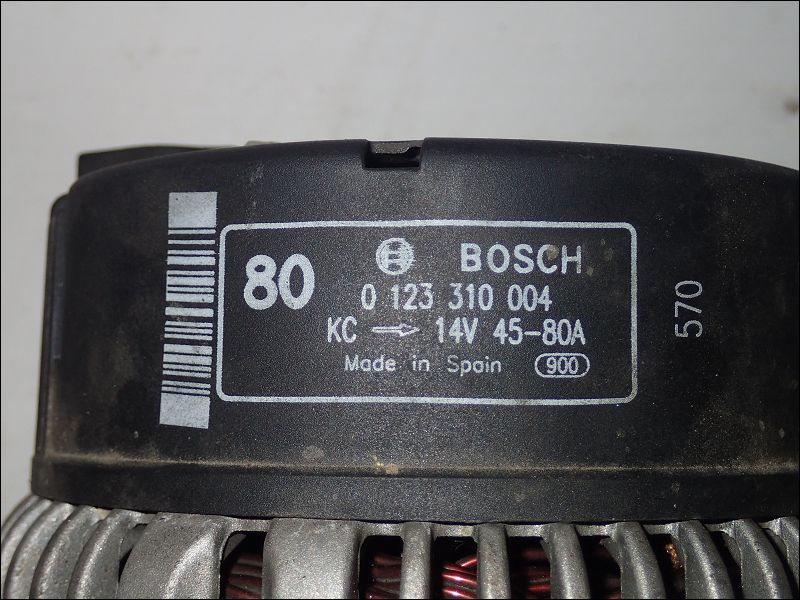 80
BOSCH
0 123 310 004
KC → 14V 45-80A
Made in Spain 900
570